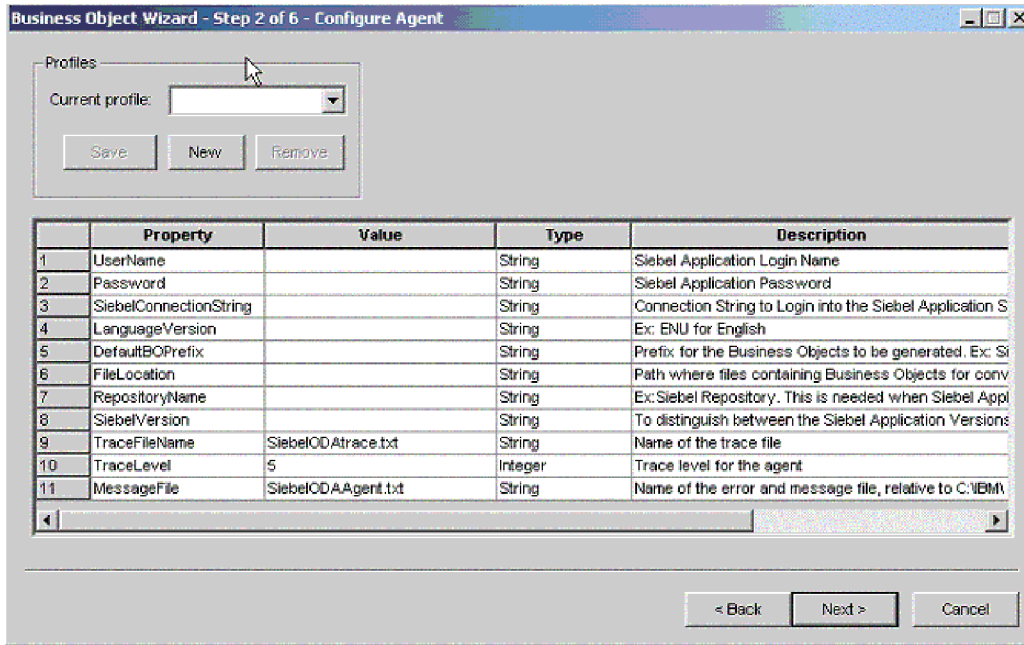 Business Object Wizard - Step 2 of 6 - Configure Agent
Profiles
Current profile:
Save New Remove
Property Value Type Description
1 UserName String Siebel Application Login Name
2 Password String Siebel Application Password
3 SiebelConnectionString String Connection String to Login into the Siebel Application S
4 LanguageVersion String Ex: ENU for English
5 DefaultBOPrefix String Prefix for the Business Objects to be generated. Ex: Si
6 FileLocation String Path where files containing Business Objects for conv
7 RepositoryName String Ex:Siebel Repository. This is needed when Siebel Appl
8 SiebelVersion String To distinguish between the Siebel Application Versions
9 TraceFileName SiebelODAtrace.txt String Name of the trace file
10 TraceLevel 5 Integer Trace level for the agent
11 MessageFile SiebelODAAgent.txt String Name of the error and message file, relative to C:\IBM\
< Back Next > Cancel